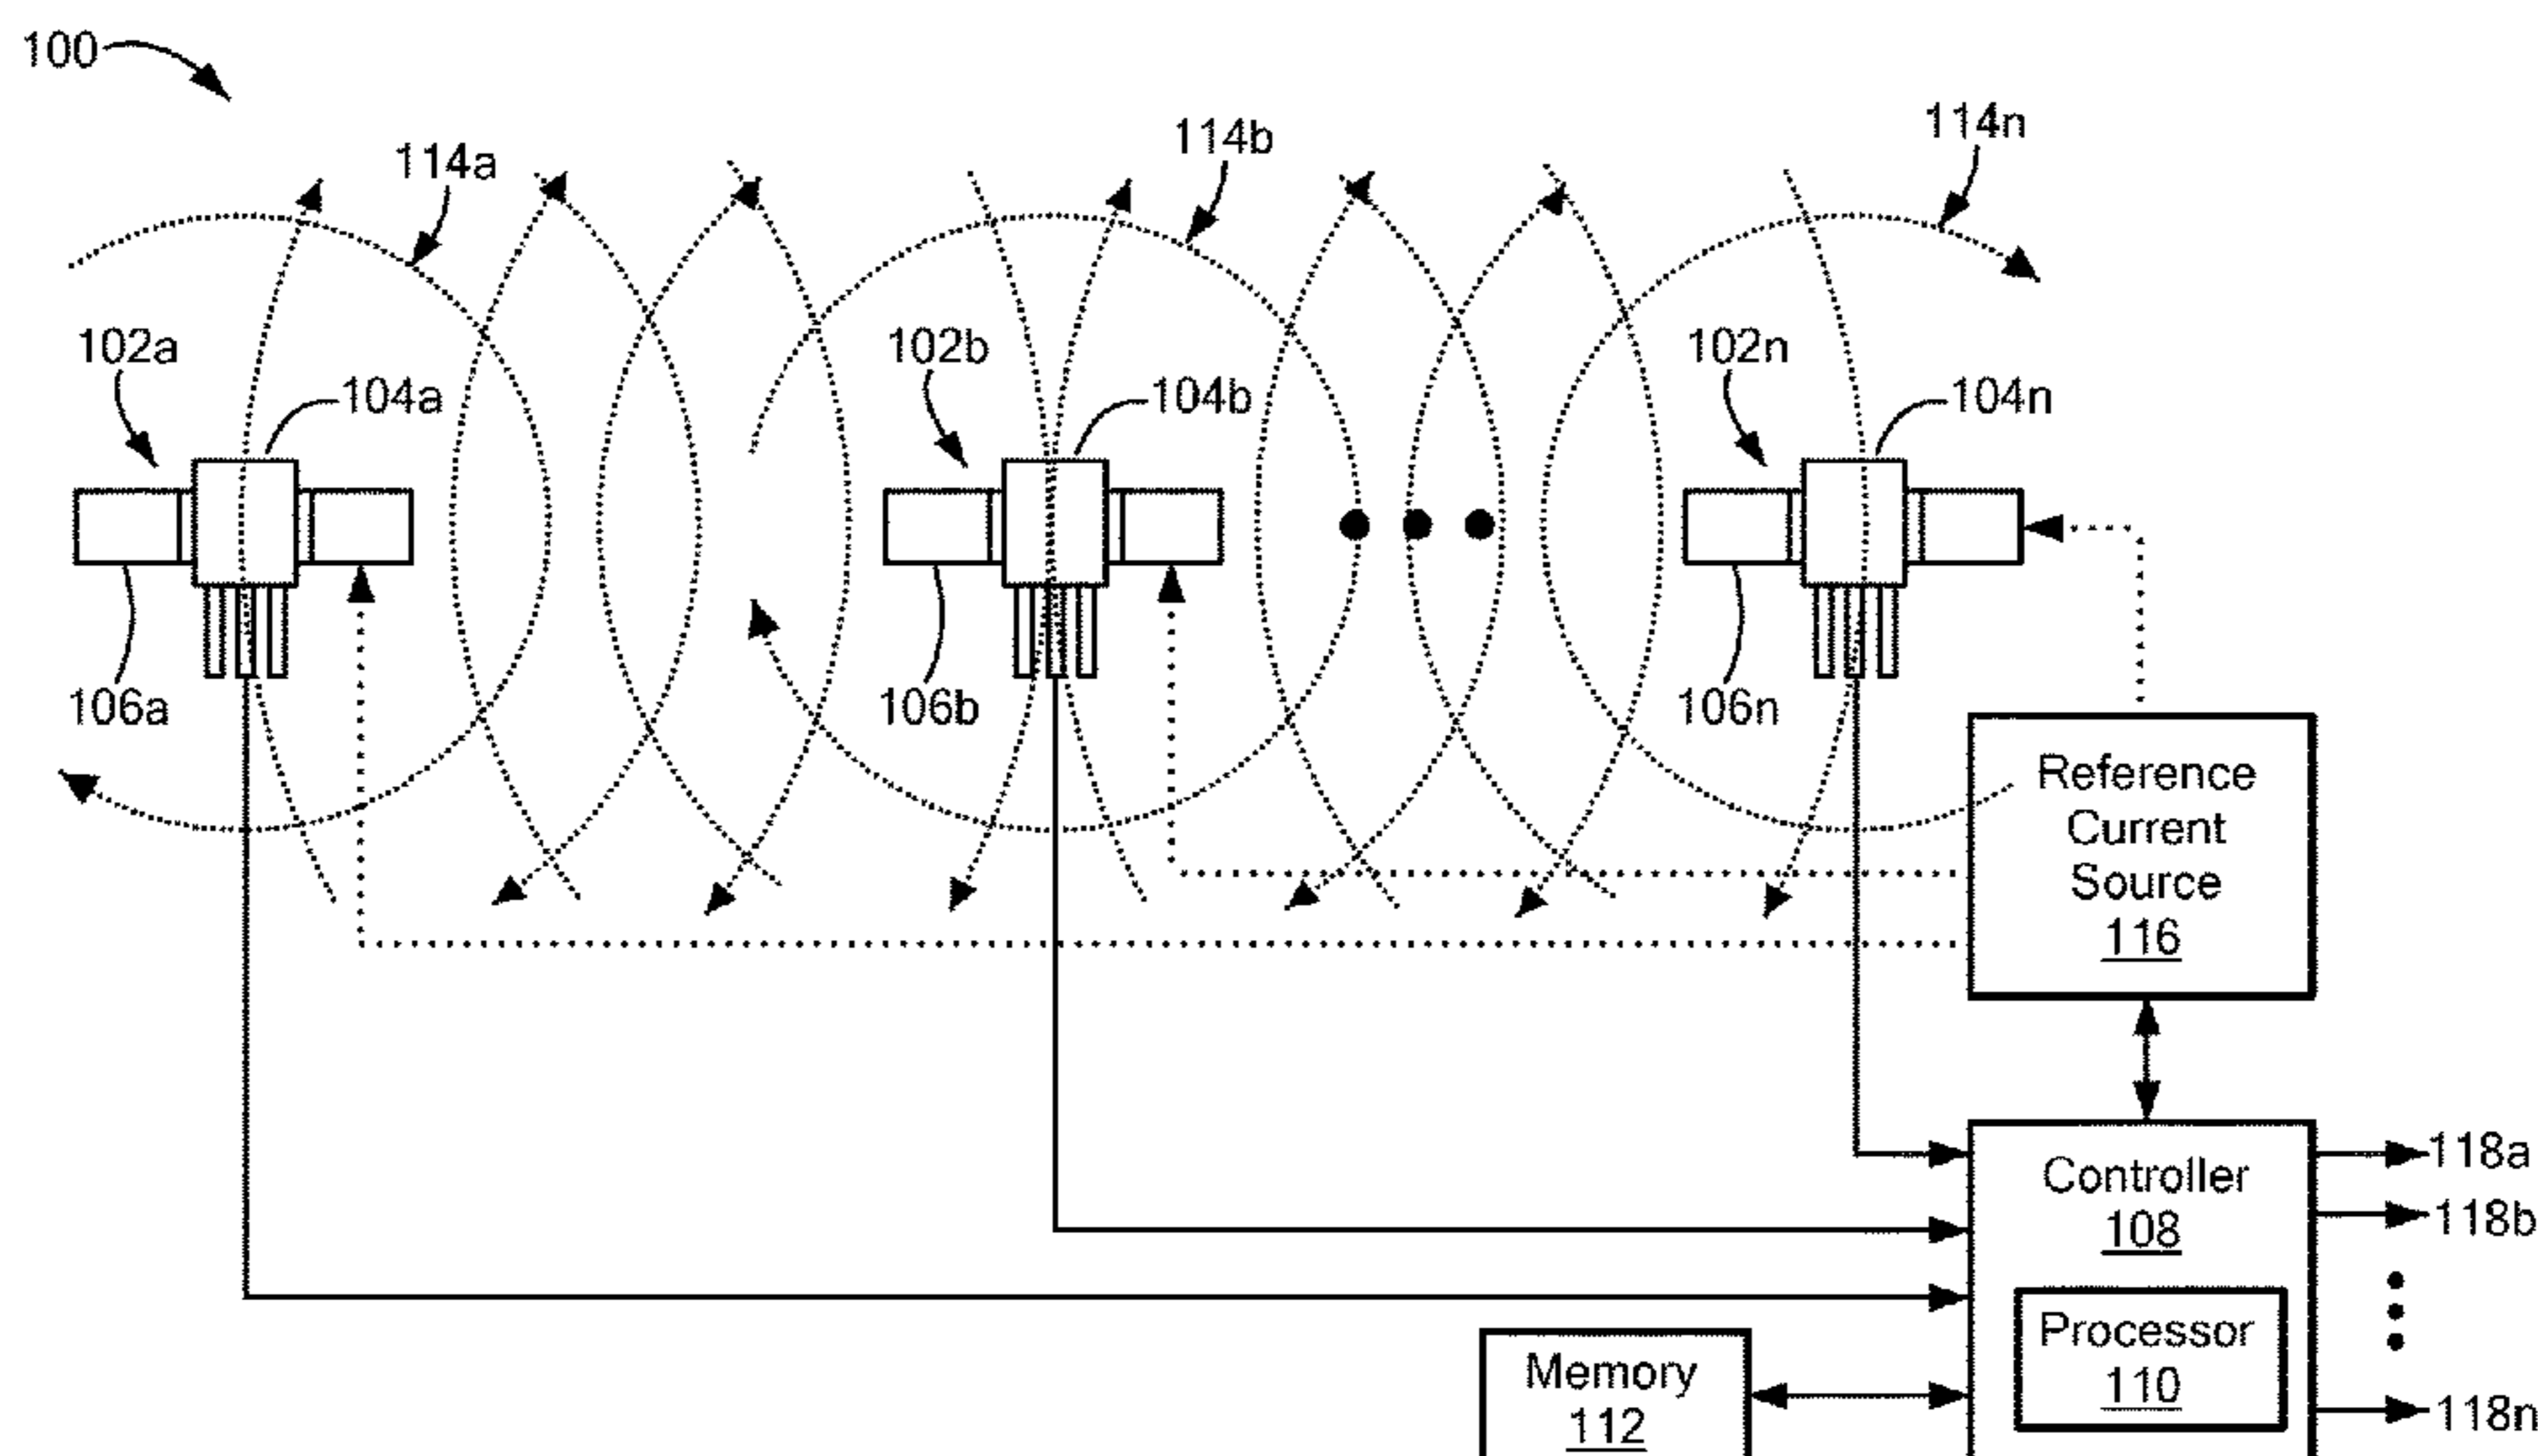 100
114a
114b
114n
102a
104a
102b
104b
102n
104n
106a
106b
106n
Reference
Current
Source
116
Controller
108
118a
118b
Processor
110
118n
Memory
112